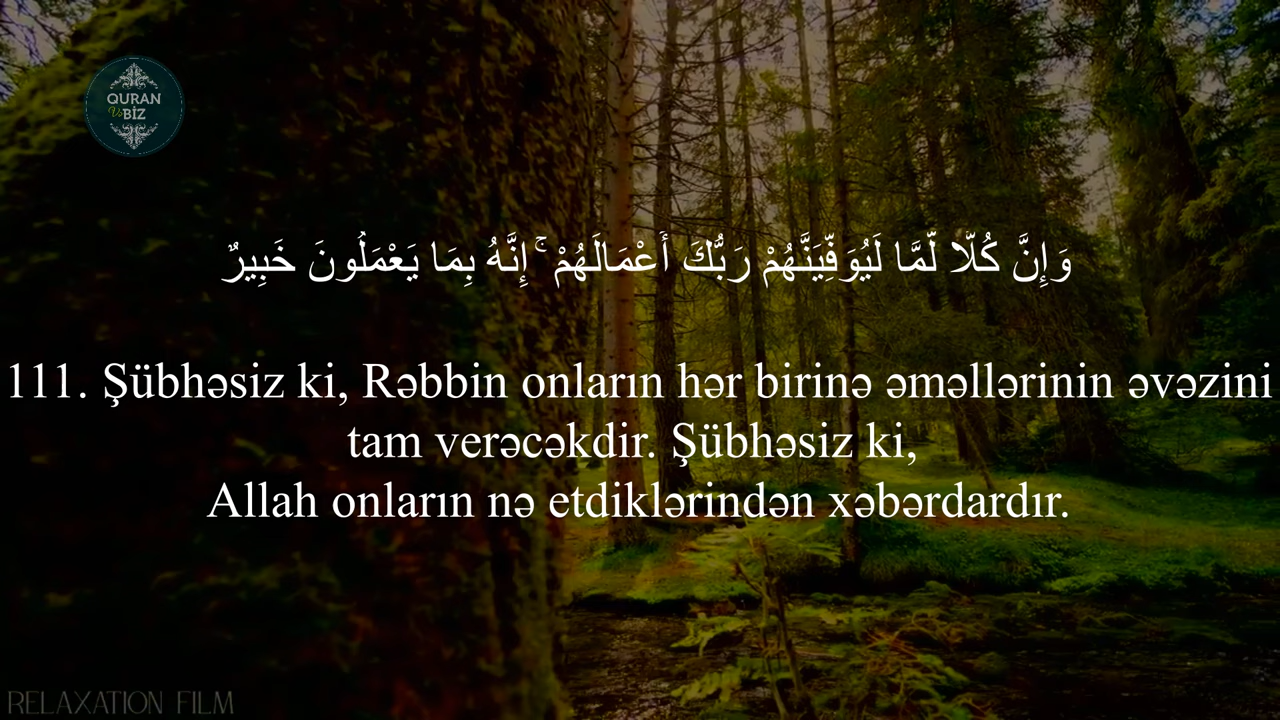 QURAN
Və BİZ
وَإِنَّ كُلًّا لَّمَّا لَيُوَفِّيَنَّهُمْ رَبُّكَ أَعْمَالَهُمْ ۚ إِنَّهُ بِمَا يَعْمَلُونَ خَبِيرٌ
111. Şübhəsiz ki, Rəbbin onların hər birinə əməllərinin əvəzini
tam verəcəkdir. Şübhəsiz ki,
Allah onların nə etdiklərindən xəbərdardır.
RELAXATION FILM